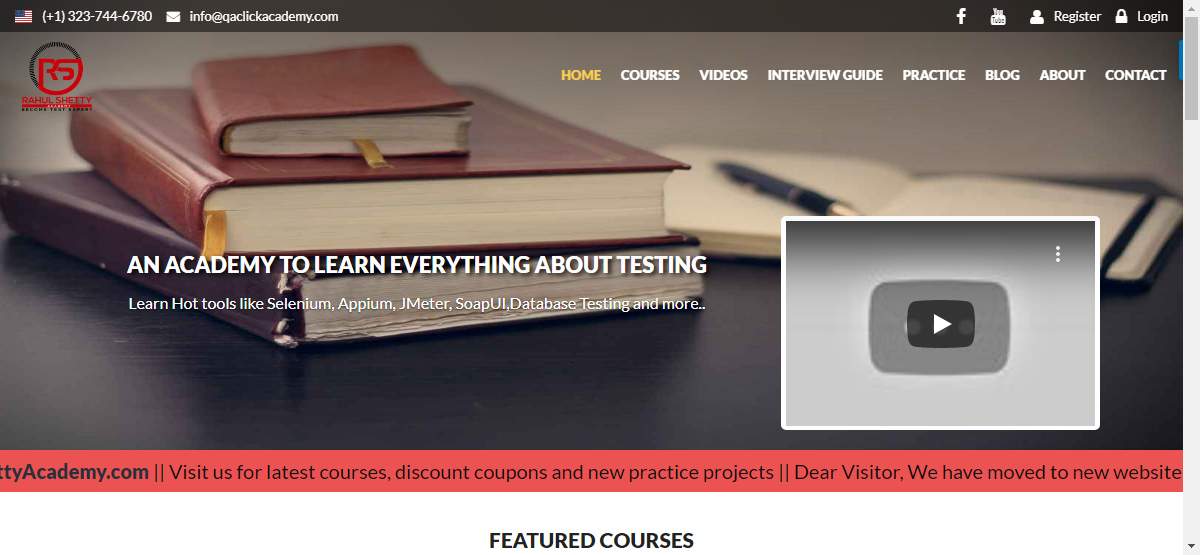 (+1) 323-744-6780 info@qaclickacademy.com You Tube Register Login
RS
RAHUL SHETTY
HOME COURSES VIDEOS INTERVIEW GUIDE PRACTICE BLOG ABOUT CONTACT
AN ACADEMY TO LEARN EVERYTHING ABOUT TESTING
Learn Hot tools like Selenium, Appium, JMeter, SoapUI,Database Testing and more..
ttyAcademy.com || Visit us for latest courses, discount coupons and new practice projects || Dear Visitor, We have moved to new website
FEATURED COURSES